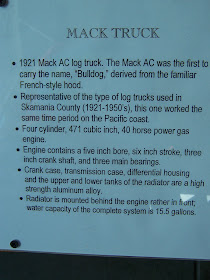 MACK TRUCK
• 1921 Mack AC log truck. The Mack AC was the first to
carry the name, "Bulldog," derived from the familiar
French-style hood.
• Representative of the type of log trucks used in
Skamania County (1921-1950's), this one worked the
same time period on the Pacific coast.
• Four cylinder, 471 cubic inch, 40 horse power gas
engine.
• Engine contains a five inch bore, six inch stroke, three
inch crank shaft, and three main bearings.
• Crank case, transmission case, differential housing
and the upper and lower tanks of the radiator are a high
strength aluminum alloy.
• Radiator is mounted behind the engine rather in front;
water capacity of the complete system is 15.5 gallons.